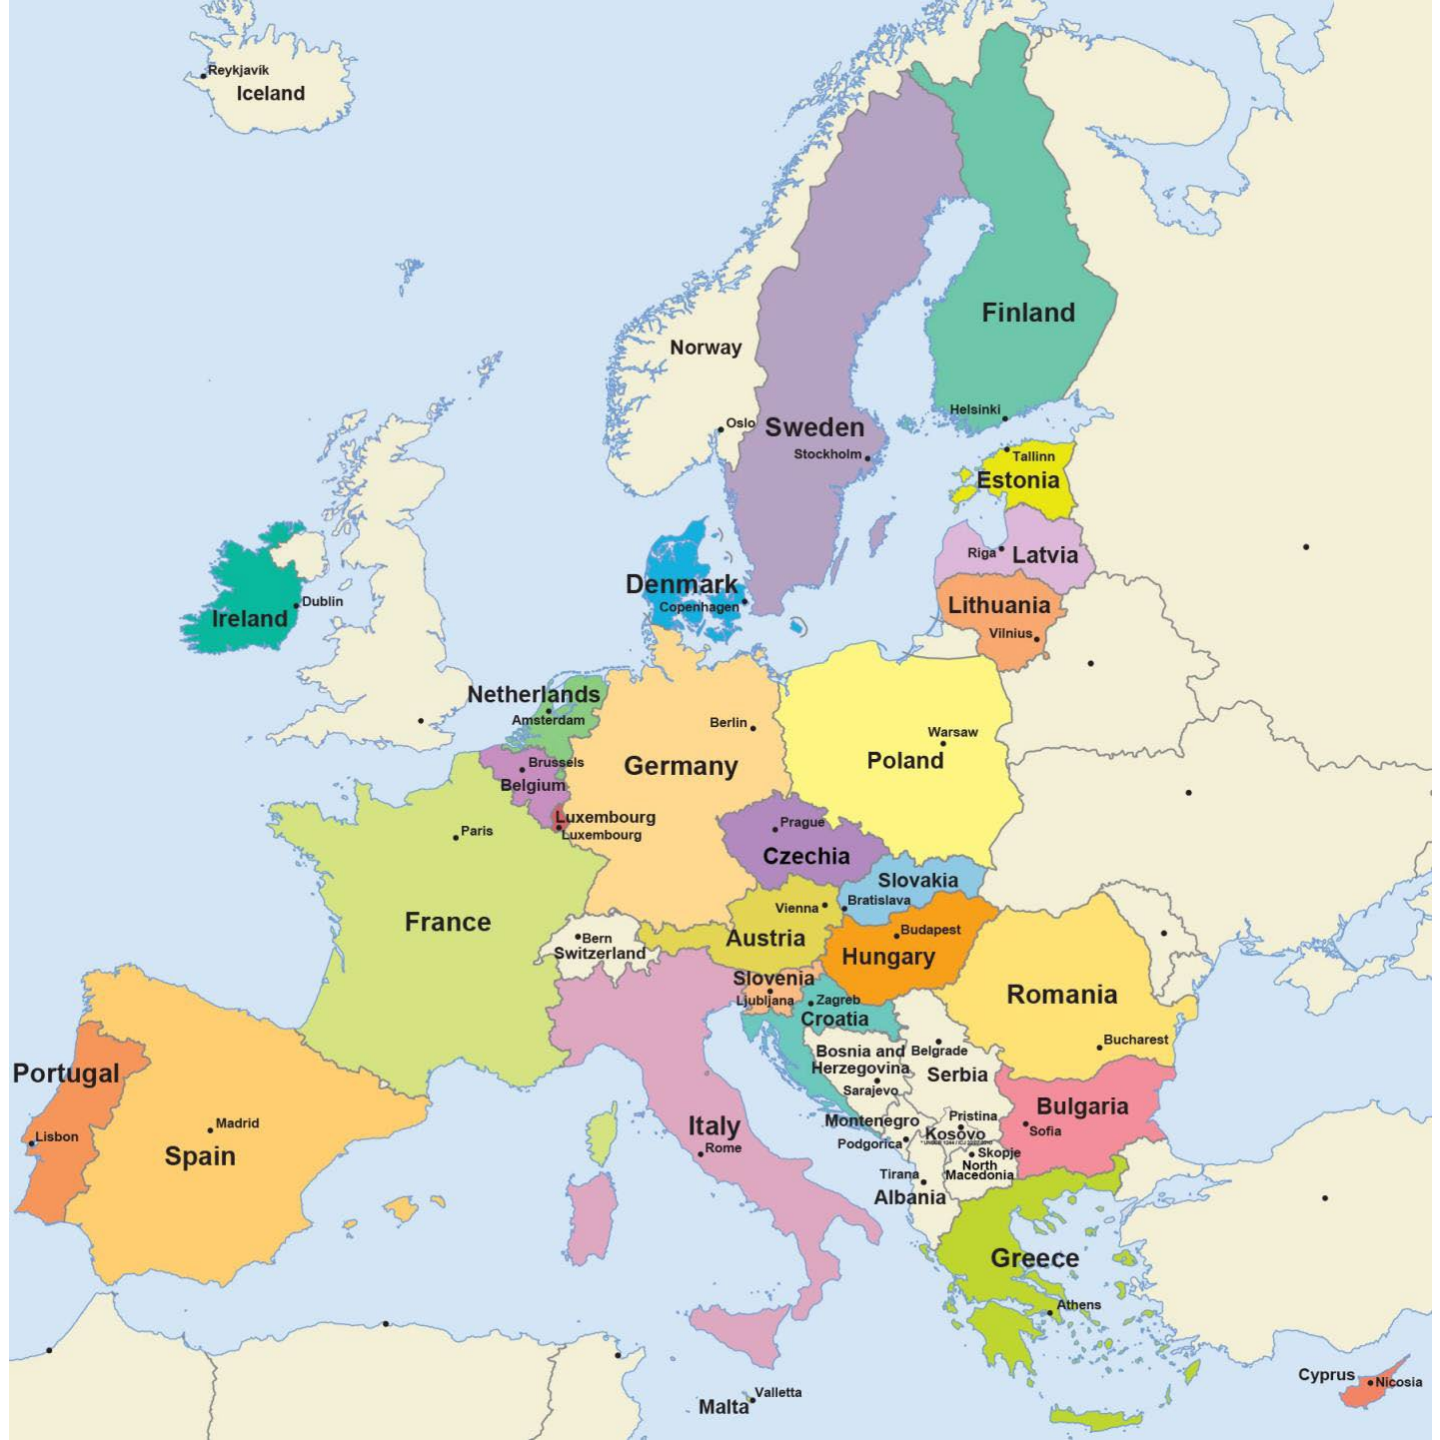 Reykjavík
Iceland
Finland
Norway
Helsinki
Oslo
Sweden
Stockholm
Tallinn
Estonia
Riga
Latvia
Denmark
Copenhagen
Lithuania
Vilnius
Dublin
Ireland
Netherlands
Amsterdam
Berlin
Warsaw
Poland
Germany
Brussels
Belgium
Luxembourg
Luxembourg
Paris
Prague
Czechia
Slovakia
Bratislava
Vienna
France
Austria
Budapest
Hungary
Bern
Switzerland
Slovenia
Ljubljana
Zagreb
Croatia
Romania
Bucharest
Bosnia and
Herzegovina
Sarajevo
Belgrade
Serbia
Portugal
Lisbon
Madrid
Spain
Italy
Rome
Montenegro
Podgorica
Pristina
Kosovo
Bulgaria
Sofia
Skopje
North
Macedonia
Tirana
Albania
Greece
Athens
Valletta
Malta
Cyprus
Nicosia